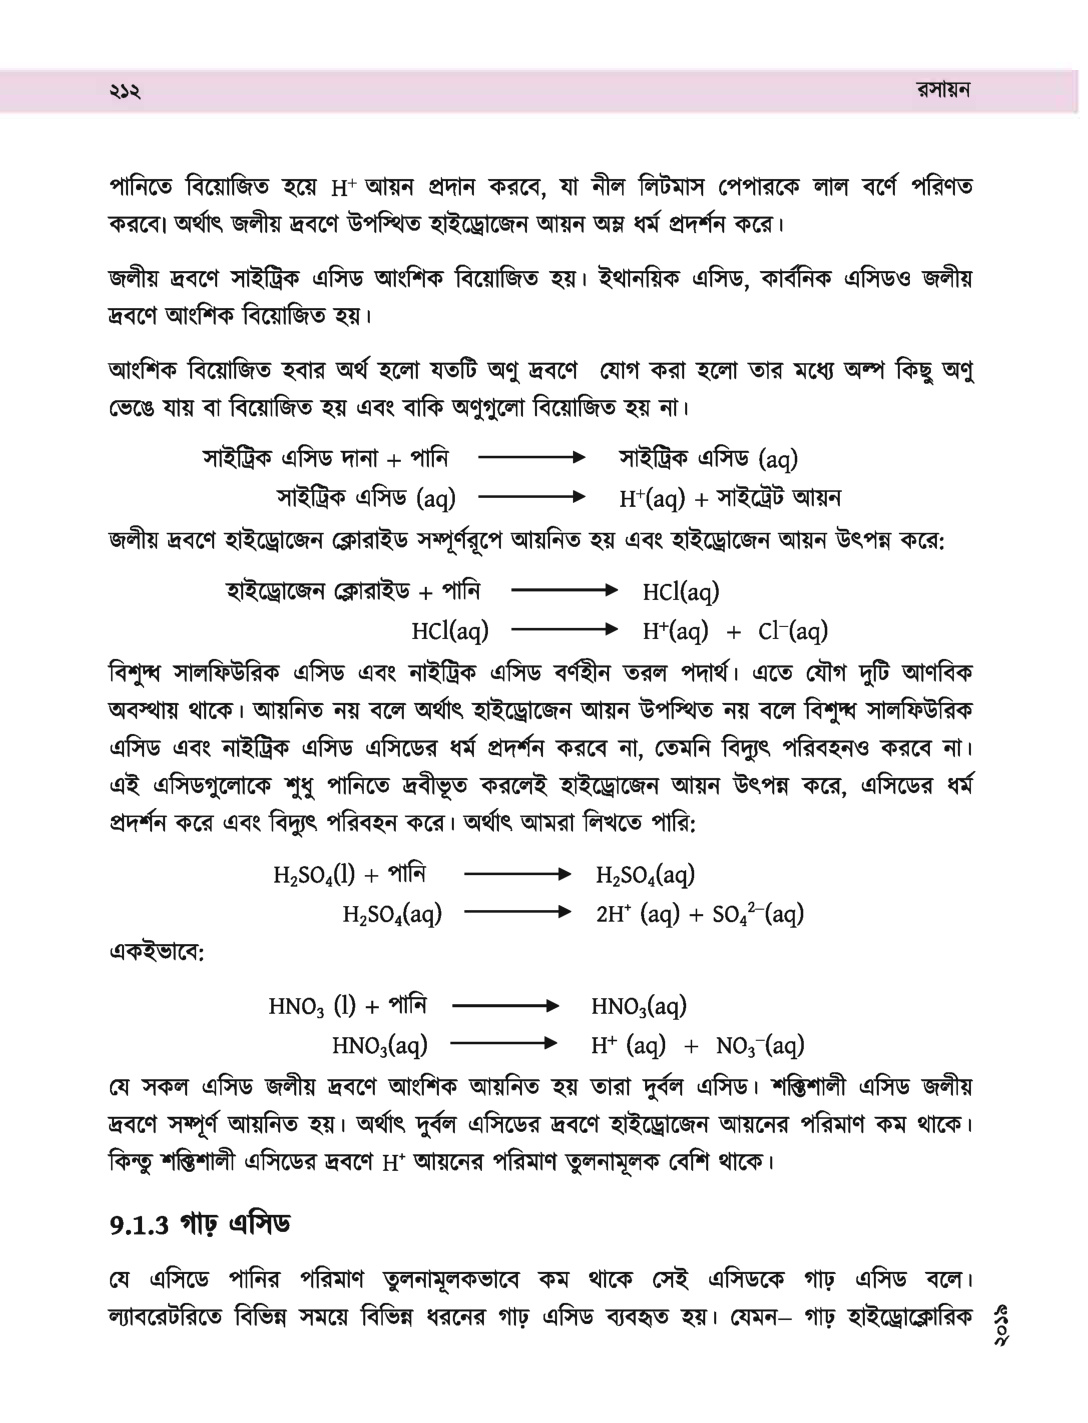 ২১২ রসায়ন
পানিতে বিয়োজিত হয়ে H⁺ আয়ন প্রদান করবে, যা নীল লিটমাস পেপারকে লাল বর্ণে পরিণত
করবে। অর্থাৎ জলীয় দ্রবণে উপস্থিত হাইড্রোজেন আয়ন অম্ল ধর্ম প্রদর্শন করে।
জলীয় দ্রবণে সাইট্রিক এসিড আংশিক বিয়োজিত হয়। ইথানয়িক এসিড, কার্বনিক এসিডও জলীয়
দ্রবণে আংশিক বিয়োজিত হয়।
আংশিক বিয়োজিত হবার অর্থ হলো যতটি অণু দ্রবণে যোগ করা হলো তার মধ্যে অল্প কিছু অণু
ভেঙে যায় বা বিয়োজিত হয় এবং বাকি অণুগুলো বিয়োজিত হয় না।
সাইট্রিক এসিড দানা + পানি ⟶ সাইট্রিক এসিড (aq)
সাইট্রিক এসিড (aq) ⟶ H⁺(aq) + সাইট্রেট আয়ন
জলীয় দ্রবণে হাইড্রোজেন ক্লোরাইড সম্পূর্ণরূপে আয়নিত হয় এবং হাইড্রোজেন আয়ন উৎপন্ন করে:
হাইড্রোজেন ক্লোরাইড + পানি ⟶ HCl(aq)
HCl(aq) ⟶ H⁺(aq) + Cl⁻(aq)
বিশুদ্ধ সালফিউরিক এসিড এবং নাইট্রিক এসিড বর্ণহীন তরল পদার্থ। এতে যৌগ দুটি আণবিক
অবস্থায় থাকে। আয়নিত নয় বলে অর্থাৎ হাইড্রোজেন আয়ন উপস্থিত নয় বলে বিশুদ্ধ সালফিউরিক
এসিড এবং নাইট্রিক এসিড এসিডের ধর্ম প্রদর্শন করবে না, তেমনি বিদ্যুৎ পরিবহনও করবে না।
এই এসিডগুলোকে শুধু পানিতে দ্রবীভূত করলেই হাইড্রোজেন আয়ন উৎপন্ন করে, এসিডের ধর্ম
প্রদর্শন করে এবং বিদ্যুৎ পরিবহন করে। অর্থাৎ আমরা লিখতে পারি:
H₂SO₄(l) + পানি ⟶ H₂SO₄(aq)
H₂SO₄(aq) ⟶ 2H⁺ (aq) + SO₄²⁻(aq)
একইভাবে:
HNO₃ (l) + পানি ⟶ HNO₃(aq)
HNO₃(aq) ⟶ H⁺ (aq) + NO₃⁻(aq)
যে সকল এসিড জলীয় দ্রবণে আংশিক আয়নিত হয় তারা দুর্বল এসিড। শক্তিশালী এসিড জলীয়
দ্রবণে সম্পূর্ণ আয়নিত হয়। অর্থাৎ দুর্বল এসিডের দ্রবণে হাইড্রোজেন আয়নের পরিমাণ কম থাকে।
কিন্তু শক্তিশালী এসিডের দ্রবণে H⁺ আয়নের পরিমাণ তুলনামূলক বেশি থাকে।
9.1.3 গাঢ় এসিড
যে এসিডে পানির পরিমাণ তুলনামূলকভাবে কম থাকে সেই এসিডকে গাঢ় এসিড বলে।
ল্যাবরেটরিতে বিভিন্ন সময়ে বিভিন্ন ধরনের গাঢ় এসিড ব্যবহৃত হয়। যেমন– গাঢ় হাইড্রোক্লোরিক
২০১৯